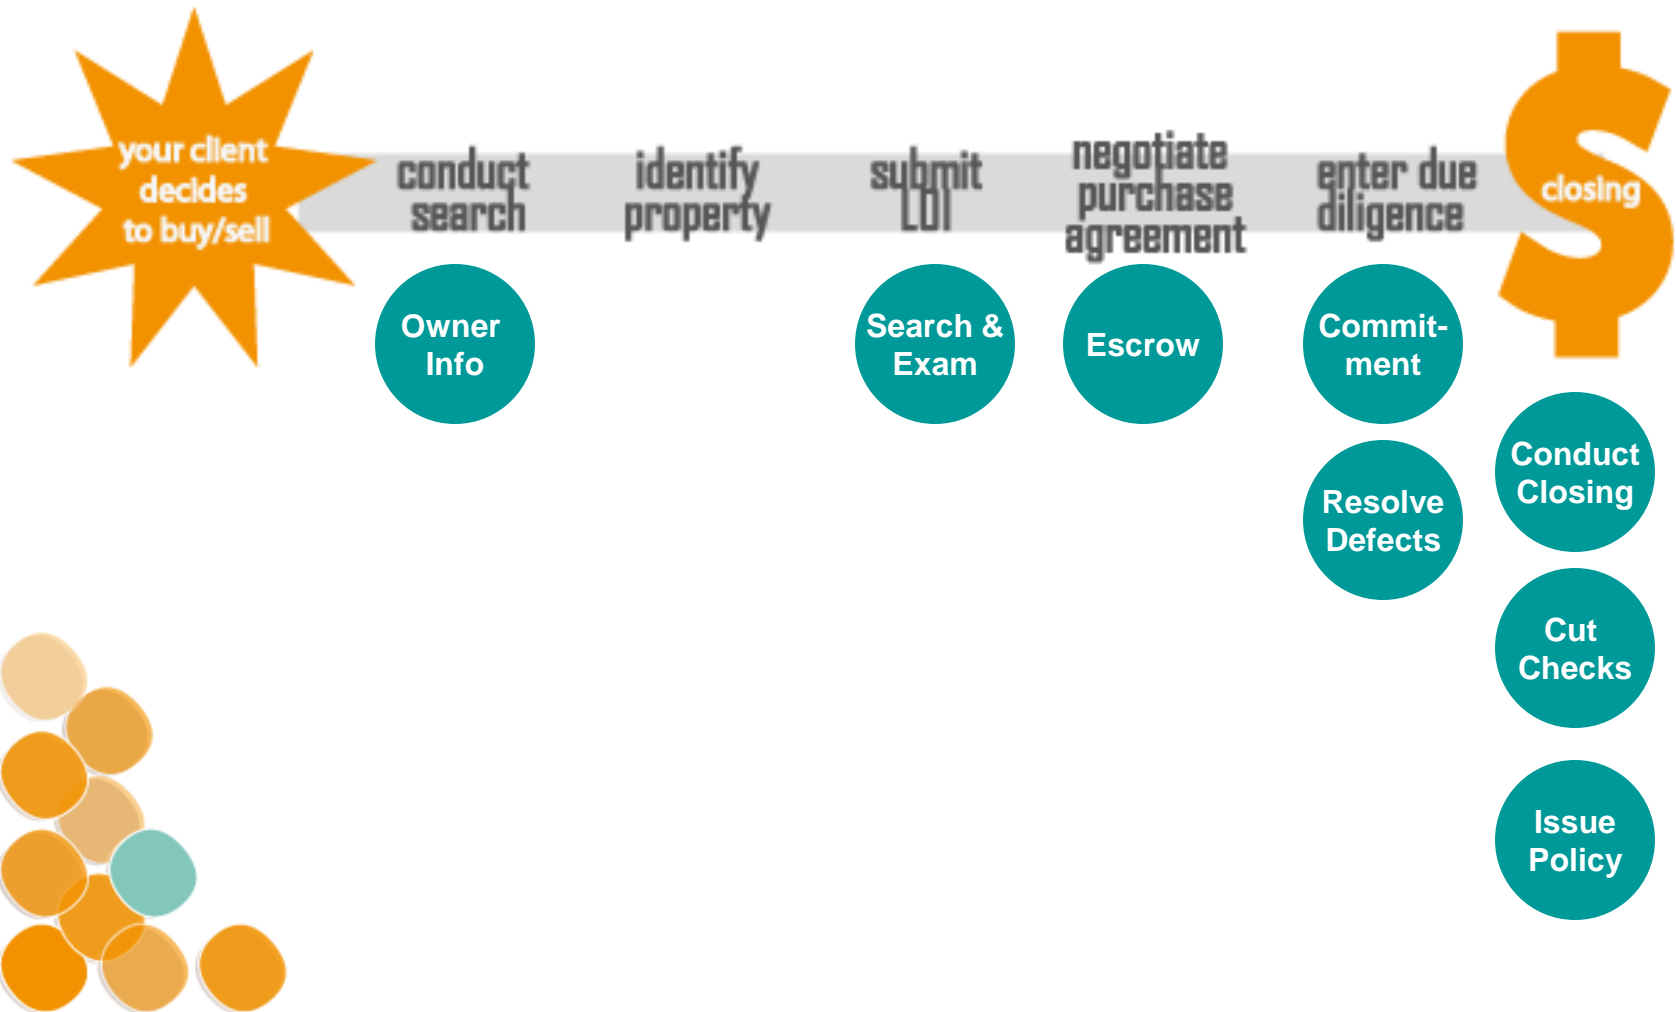 your client
decides
to buy/sell
conduct
search
identify
property
submit
LOI
negotiate
purchase
agreement
enter due
diligence
closing
Owner
Info
Search &
Exam
Escrow
Commit-
ment
Resolve
Defects
Conduct
Closing
Cut
Checks
Issue
Policy